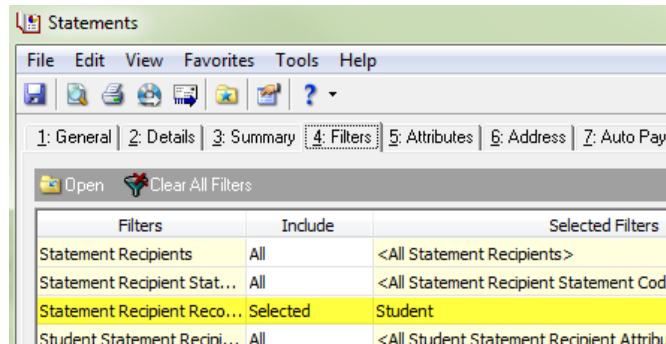 Statements
File Edit View Favorites Tools Help
?
1: General 2: Details 3: Summary 4: Filters 5: Attributes 6: Address 7: Auto Pay
Open Clear All Filters
Filters Include Selected Filters
Statement Recipients All <All Statement Recipients>
Statement Recipient Stat... All <All Statement Recipient Statement Cod
Statement Recipient Reco... Selected Student
Student Statement Recipi... All <All Student Statement Recipient Attribu